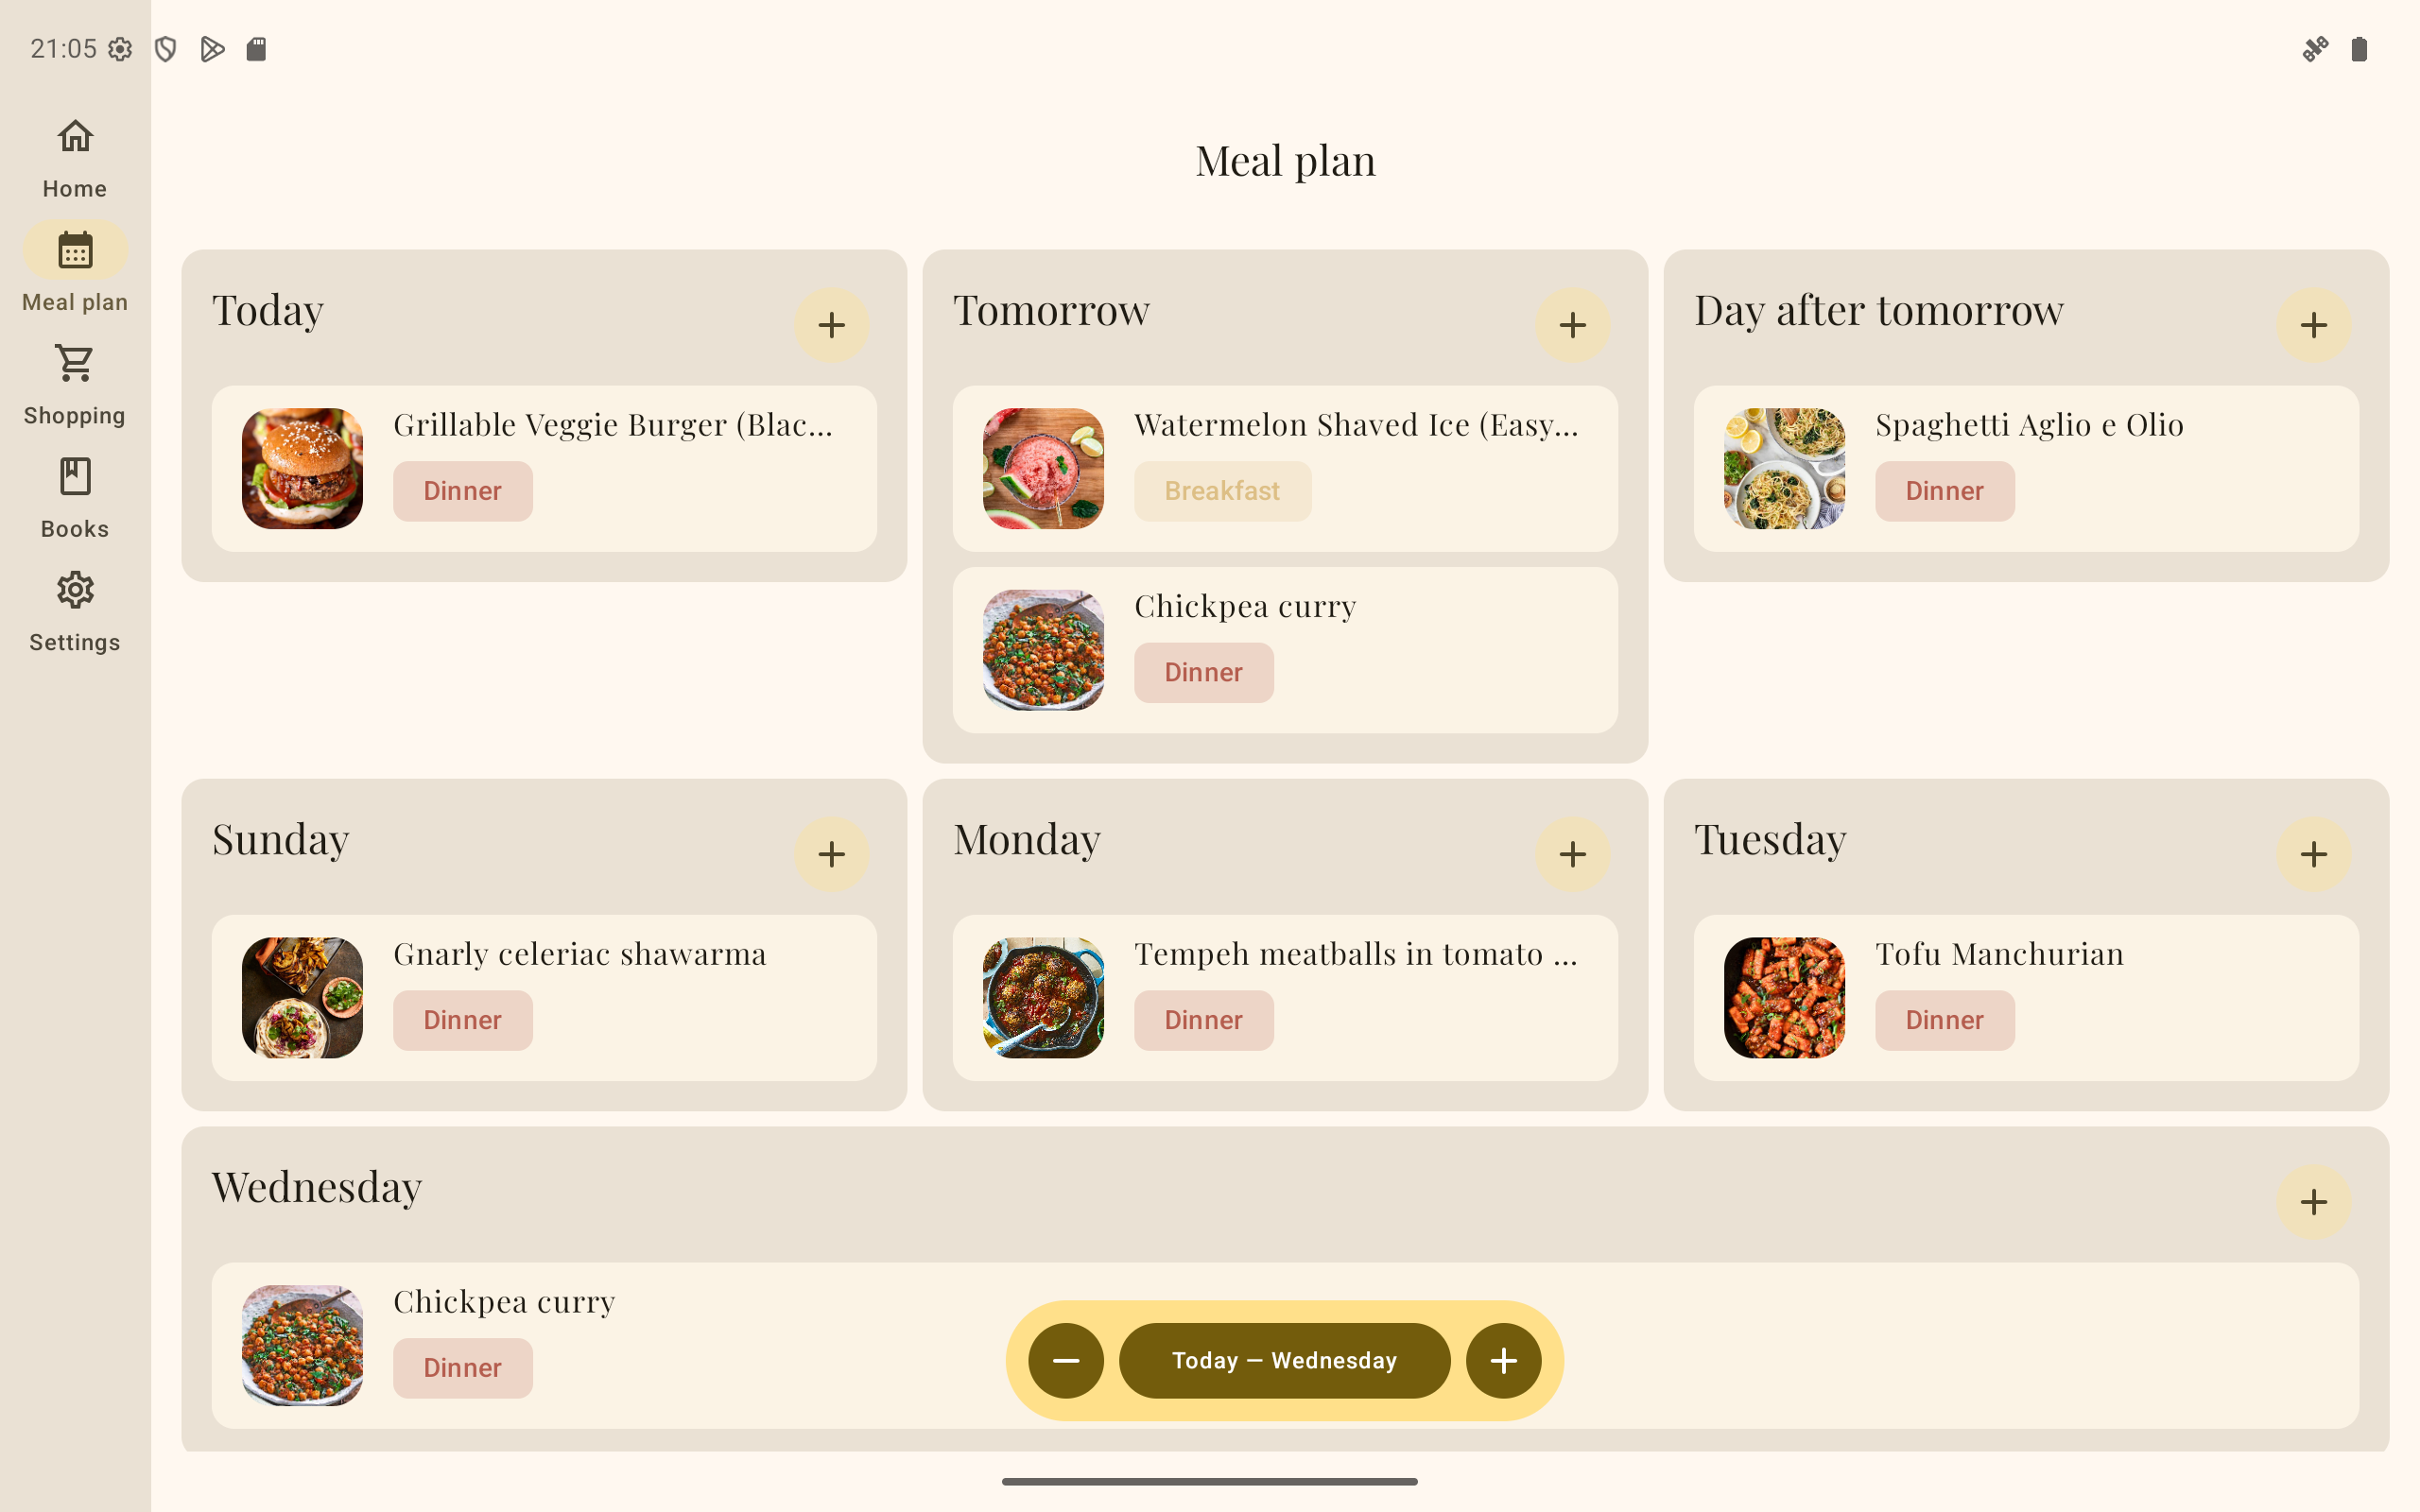 21:05
Home
Meal plan
Shopping
Books
Settings
Meal plan
Today
Grillable Veggie Burger (Blac...
Dinner
Tomorrow
Watermelon Shaved Ice (Easy...
Breakfast
Chickpea curry
Dinner
Day after tomorrow
Spaghetti Aglio e Olio
Dinner
Sunday
Gnarly celeriac shawarma
Dinner
Monday
Tempeh meatballs in tomato ...
Dinner
Tuesday
Tofu Manchurian
Dinner
Wednesday
Chickpea curry
Dinner
Today – Wednesday